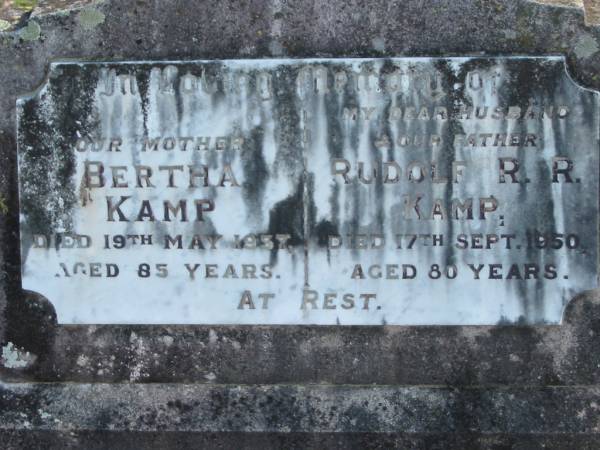 In Loving Memory of
OUR MOTHER
BERTHA
KAMP
DIED 19TH MAY 1937.
AGED 85 YEARS.
MY DEAR HUSBAND
& OUR FATHER
RUDOLF R. R.
KAMP,
DIED 17TH SEPT. 1950.
AGED 80 YEARS.
AT REST.